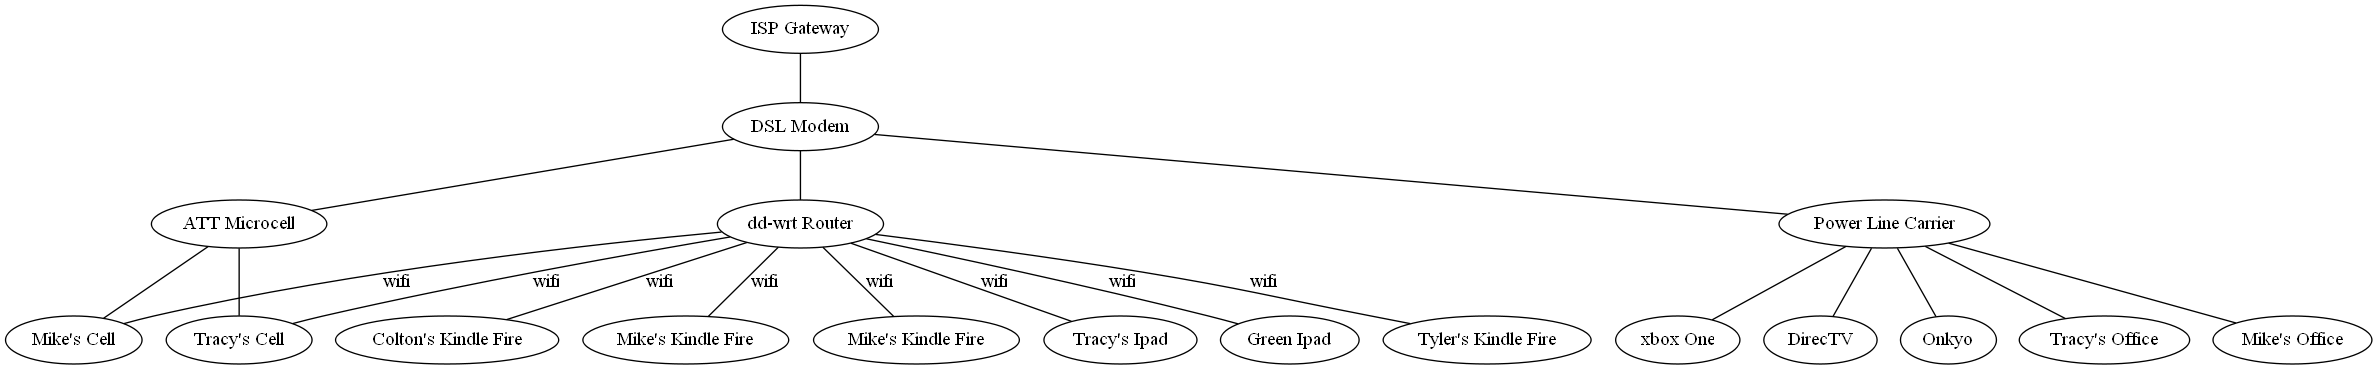 ISP Gateway
DSL Modem
ATT Microcell
dd-wrt Router
Power Line Carrier
wifi
wifi
wifi
wifi
wifi
wifi
wifi
wifi
Mike's Cell
Tracy's Cell
Colton's Kindle Fire
Mike's Kindle Fire
Mike's Kindle Fire
Tracy's Ipad
Green Ipad
Tyler's Kindle Fire
xbox One
DirecTV
Onkyo
Tracy's Office
Mike's Office